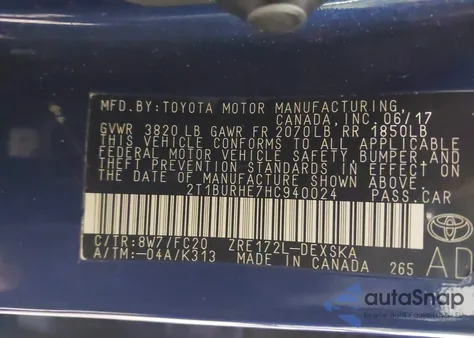 MFD.BY:TOYOTA MOTOR MANUFACTURING
CANADA, INC. 06/17
GVWR 3820 LB GAWR FR 2070LB RR 1850LB
THIS VEHICLE CONFORMS TO ALL APPLICABLE
FEDERAL MOTOR VEHICLE SAFETY, BUMPER, AND
THEFT PREVENTION STANDARDS IN EFFECT ON
THE DATE OF MANUFACTURE SHOWN ABOVE.
2T1BURHE7HC940024 PASS.CAR
C/TR:8W7/FC20 ZRE172L-DEXSKA
A/TM:-04A/K313 MADE IN CANADA 265
AD
autoSnap